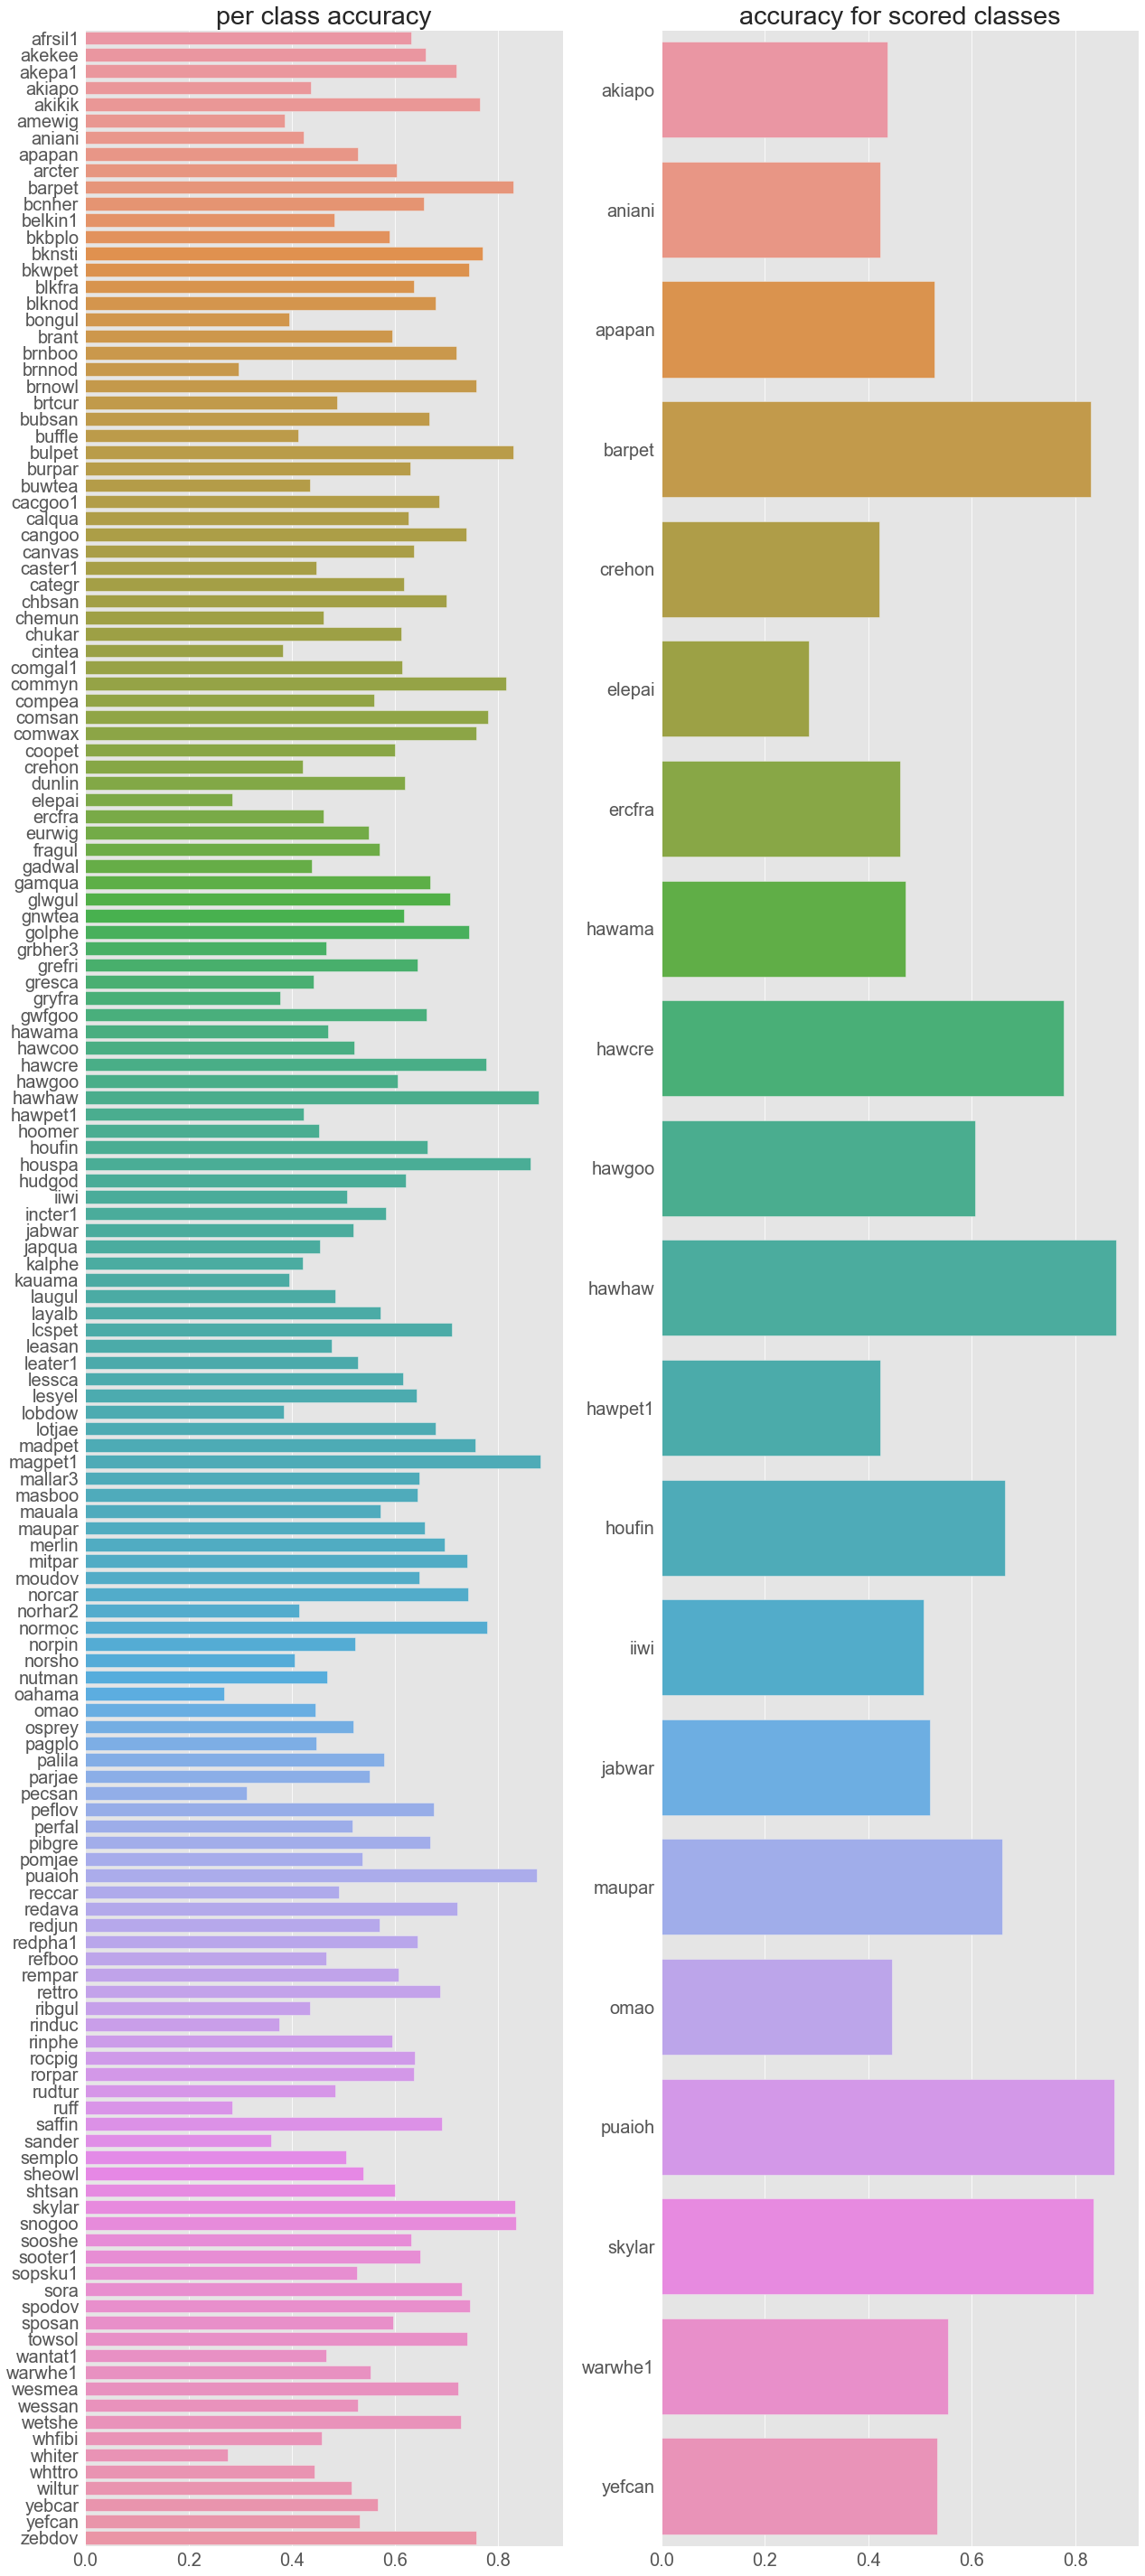 per class accuracy
afrsil1
akekee
akepa1
akiapo
akikik
amewig
aniani
apapan
arcter
barpet
bcnher
belkin1
bkbplo
bknsti
bkwpet
blkfra
blknod
bongul
brant
brnboo
brnnod
brnowl
brtcur
bubsan
buffle
bulpet
burpar
buwtea
cacgoo1
calqua
cangoo
canvas
caster1
categr
chbsan
chemun
chukar
cintea
comgal1
commyn
compea
comsan
comwax
coopet
crehon
dunlin
elepai
ercfra
eurwig
fragul
gadwal
gamqua
glwgul
gnwtea
golphe
grbher3
grefri
gresca
gryfra
gwfgoo
hawama
hawcoo
hawcre
hawgoo
hawhaw
hawpet1
hoomer
houfin
houspa
hudgod
iiwi
incter1
jabwar
japqua
kalphe
kauama
laugul
layalb
lcspet
leasan
leater1
lessca
lesyel
lobdow
lotjae
madpet
magpet1
mallar3
masboo
mauala
maupar
merlin
mitpar
moudov
norcar
norhar2
normoc
norpin
norsho
nutman
oahama
omao
osprey
pagplo
palila
parjae
pecsan
peflov
perfal
pibgre
pomjae
puaioh
reccar
redava
redjun
redpha1
refboo
rempar
rettro
ribgul
rinduc
rinphe
rocpig
rorpar
rudtur
ruff
saffin
sander
semplo
sheowl
shtsan
skylar
snogoo
sooshe
sooter1
sopsku1
sora
spodov
sposan
towsol
wantat1
warwhe1
wesmea
wessan
wetshe
whfibi
whiter
whttro
wiltur
yebcar
yefcan
zebdov
0.0 0.2 0.4 0.6 0.8
accuracy for scored classes
akiapo
aniani
apapan
barpet
crehon
elepai
ercfra
hawama
hawcre
hawgoo
hawhaw
hawpet1
houfin
iiwi
jabwar
maupar
omao
puaioh
skylar
warwhe1
yefcan
0.0 0.2 0.4 0.6 0.8